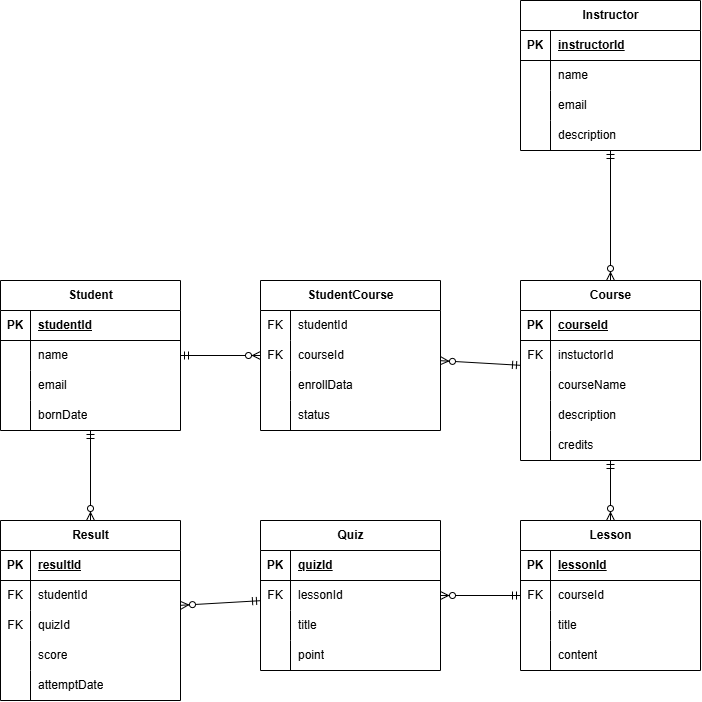 Instructor
PK instructorId
name
email
description
Student
PK studentId
name
email
bornDate
StudentCourse
FK studentId
FK courseId
enrollData
status
Course
PK courseId
FK instuctorId
courseName
description
credits
Result
PK resultId
FK studentId
FK quizId
score
attemptDate
Quiz
PK quizId
FK lessonId
title
point
Lesson
PK lessonId
FK courseId
title
content